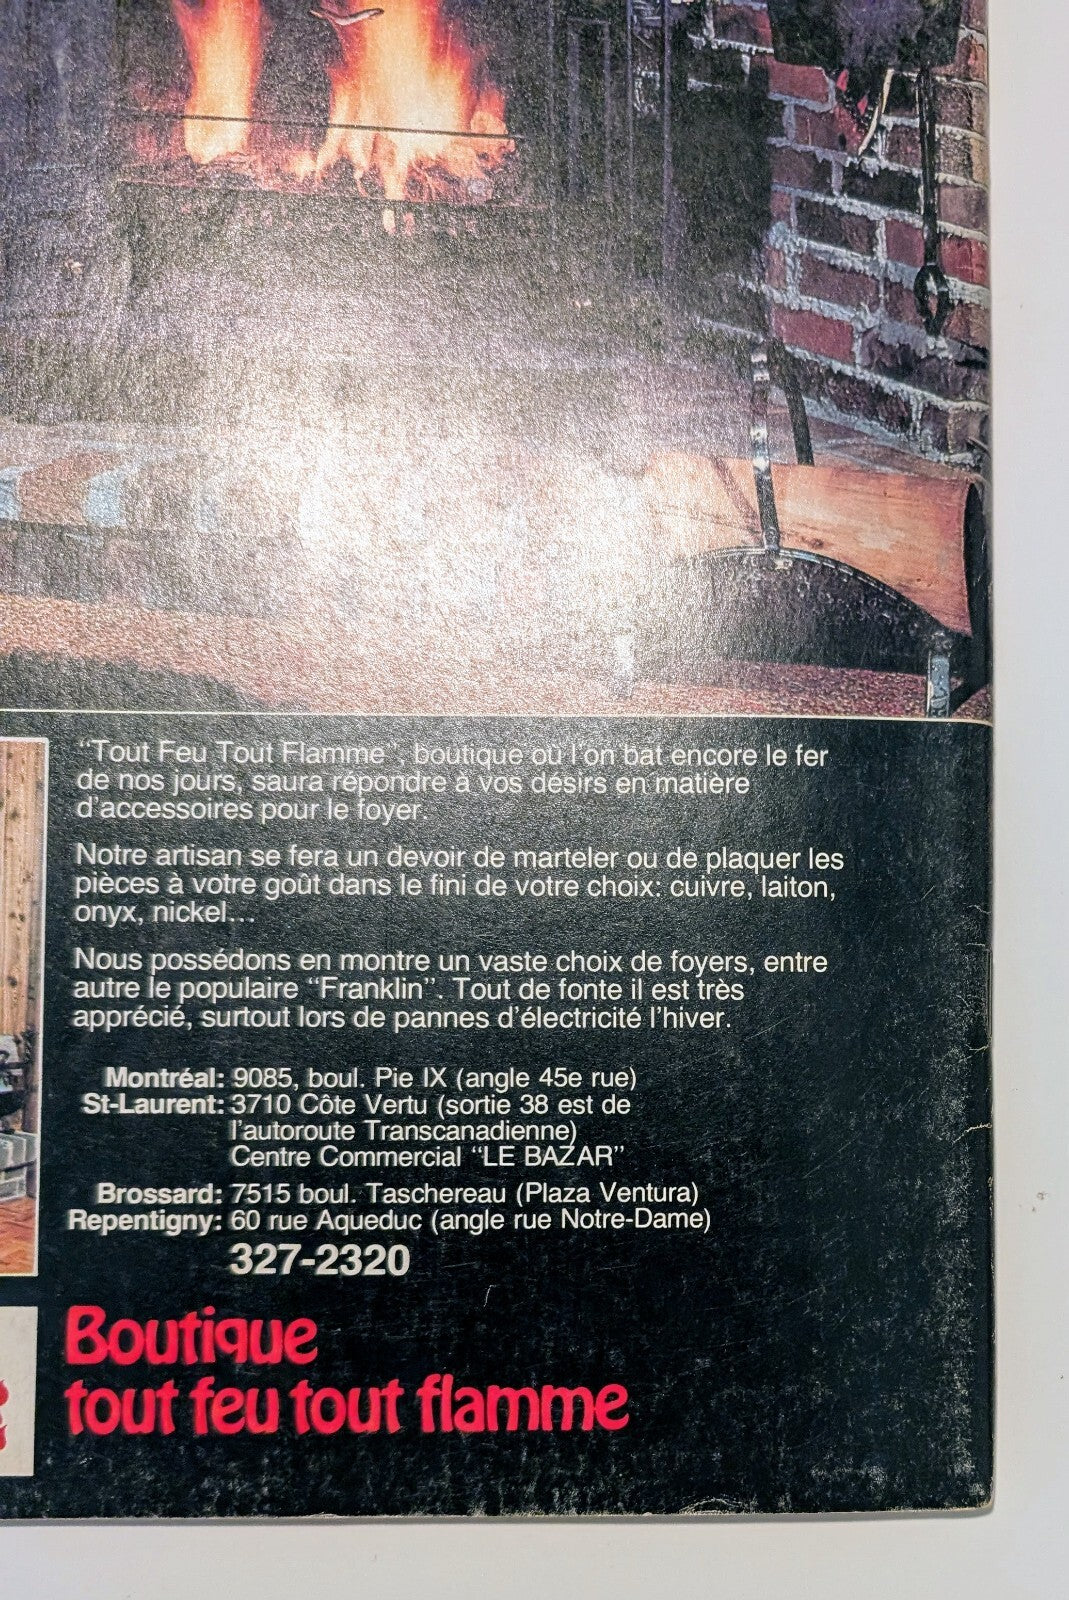 “Tout Feu Tout Flamme”, boutique où l'on bat encore le fer
de nos jours, saura répondre à vos désirs en matière
d'accessoires pour le foyer.
Notre artisan se fera un devoir de marteler ou de plaquer les
pièces à votre goût dans le fini de votre choix: cuivre, laiton,
onyx, nickel...
Nous possédons en montre un vaste choix de foyers, entre
autre le populaire “Franklin”. Tout de fonte il est très
apprécié, surtout lors de pannes d'électricité l'hiver.
Montréal: 9085, boul. Pie IX (angle 45e rue)
St-Laurent: 3710 Côte Vertu (sortie 38 est de
l'autoroute Transcanadienne)
Centre Commercial “LE BAZAR”
Brossard: 7515 boul. Taschereau (Plaza Ventura)
Repentigny: 60 rue Aqueduc (angle rue Notre-Dame)
327-2320
Boutique
tout feu tout flamme